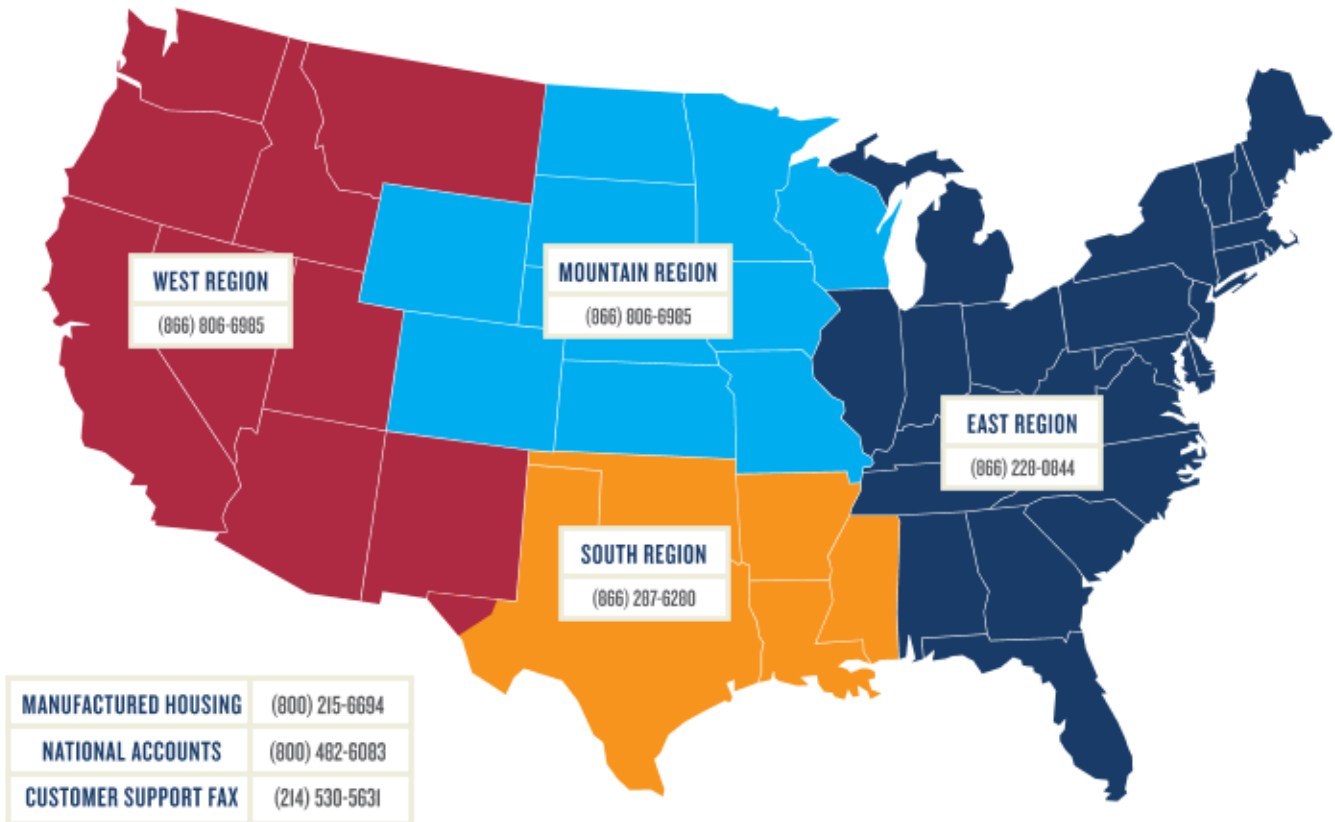 WEST REGION
(866) 806-6985
MOUNTAIN REGION
(866) 806-6985
EAST REGION
(866) 228-0844
SOUTH REGION
(866) 287-6280
MANUFACTURED HOUSING (800) 215-6694
NATIONAL ACCOUNTS (800) 482-6083
CUSTOMER SUPPORT FAX (214) 530-5631